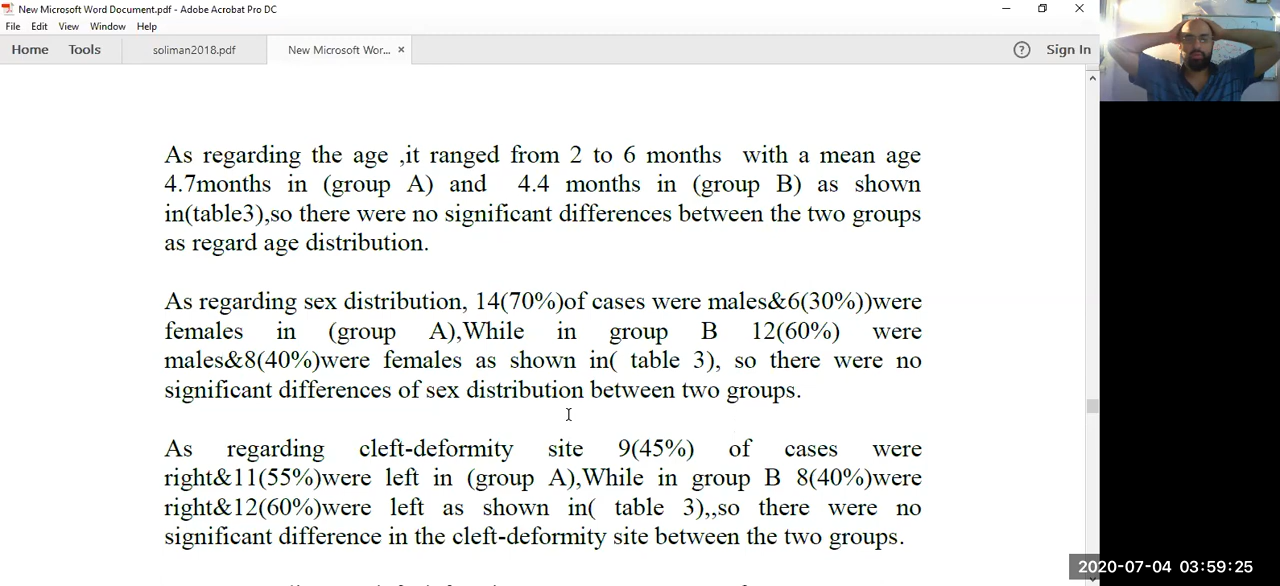 New Microsoft Word Document.pdf - Adobe Acrobat Pro DC
File Edit View Window Help
Home Tools soliman2018.pdf New Microsoft Wor... × ? Sign In
As regarding the age ,it ranged from 2 to 6 months with a mean age
4.7months in (group A) and 4.4 months in (group B) as shown
in(table3),so there were no significant differences between the two groups
as regard age distribution.
As regarding sex distribution, 14(70%)of cases were males&6(30%))were
females in (group A),While in group B 12(60%) were
males&8(40%)were females as shown in( table 3), so there were no
significant differences of sex distribution between two groups.
As regarding cleft-deformity site 9(45%) of cases were
right&11(55%)were left in (group A),While in group B 8(40%)were
right&12(60%)were left as shown in( table 3),,so there were no
significant difference in the cleft-deformity site between the two groups.
2020-07-04 03:59:25